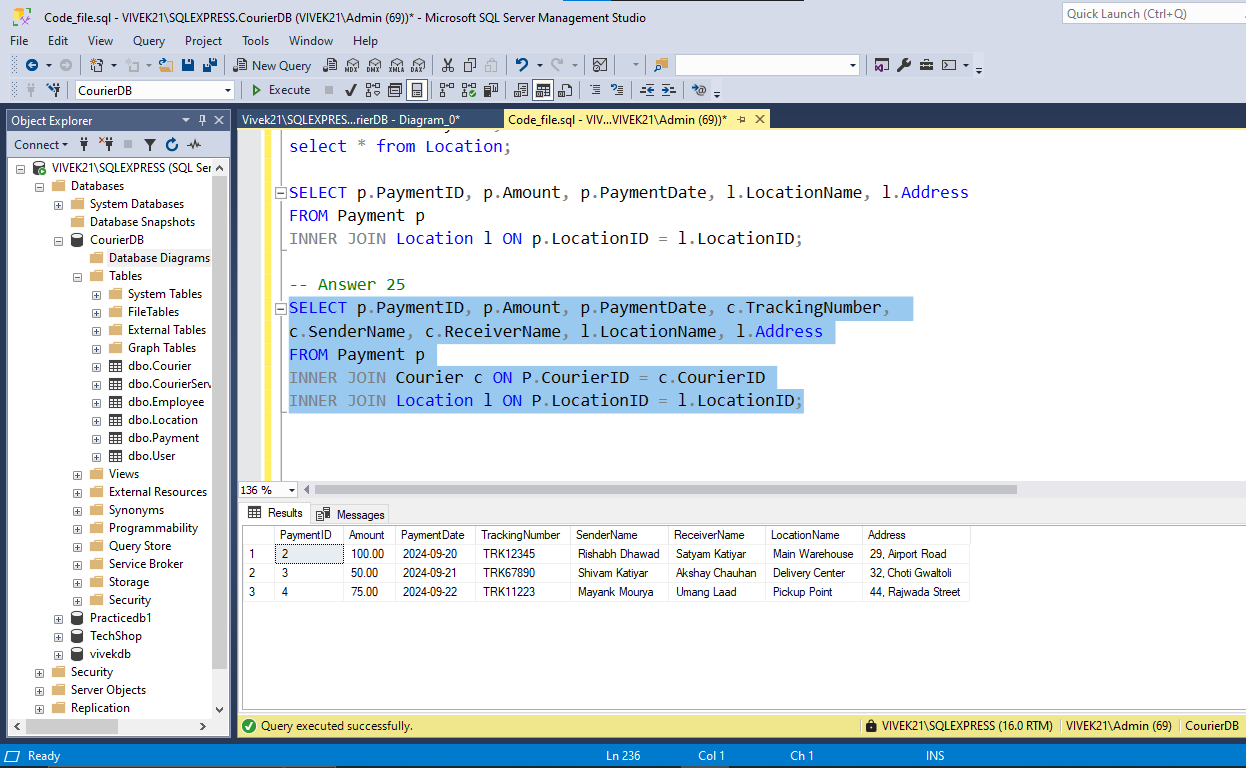 Code_file.sql - VIVEK21\SQLEXPRESS.CourierDB (VIVEK21\Admin (69))* - Microsoft SQL Server Management Studio
Quick Launch (Ctrl+Q)
File Edit View Query Project Tools Window Help
New Query MDX DMX XMLA DAX
CourierDB Execute
Object Explorer
Connect
VIVEK21\SQLEXPRESS (SQL Ser
Databases
System Databases
Database Snapshots
CourierDB
Database Diagrams
Tables
System Tables
FileTables
External Tables
Graph Tables
dbo.Courier
dbo.CourierServ
dbo.Employee
dbo.Location
dbo.Payment
dbo.User
Views
External Resources
Synonyms
Programmability
Query Store
Service Broker
Storage
Security
Practicedb1
TechShop
vivekdb
Security
Server Objects
Replication
Vivek21\SQLEXPRES...rierDB - Diagram_0*
Code_file.sql - VIV...VIVEK21\Admin (69))*
select * from Location;
SELECT p.PaymentID, p.Amount, p.PaymentDate, l.LocationName, l.Address
FROM Payment p
INNER JOIN Location l ON p.LocationID = l.LocationID;
-- Answer 25
SELECT p.PaymentID, p.Amount, p.PaymentDate, c.TrackingNumber,
c.SenderName, c.ReceiverName, l.LocationName, l.Address
FROM Payment p
INNER JOIN Courier c ON P.CourierID = c.CourierID
INNER JOIN Location l ON P.LocationID = l.LocationID;
136 %
Results Messages
PaymentID Amount PaymentDate TrackingNumber SenderName ReceiverName LocationName Address
1 2 100.00 2024-09-20 TRK12345 Rishabh Dhawad Satyam Katiyar Main Warehouse 29, Airport Road
2 3 50.00 2024-09-21 TRK67890 Shivam Katiyar Akshay Chauhan Delivery Center 32, Choti Gwaltoli
3 4 75.00 2024-09-22 TRK11223 Mayank Mourya Umang Laad Pickup Point 44, Rajwada Street
Query executed successfully. VIVEK21\SQLEXPRESS (16.0 RTM) VIVEK21\Admin (69) CourierDB
Ready Ln 236 Col 1 Ch 1 INS